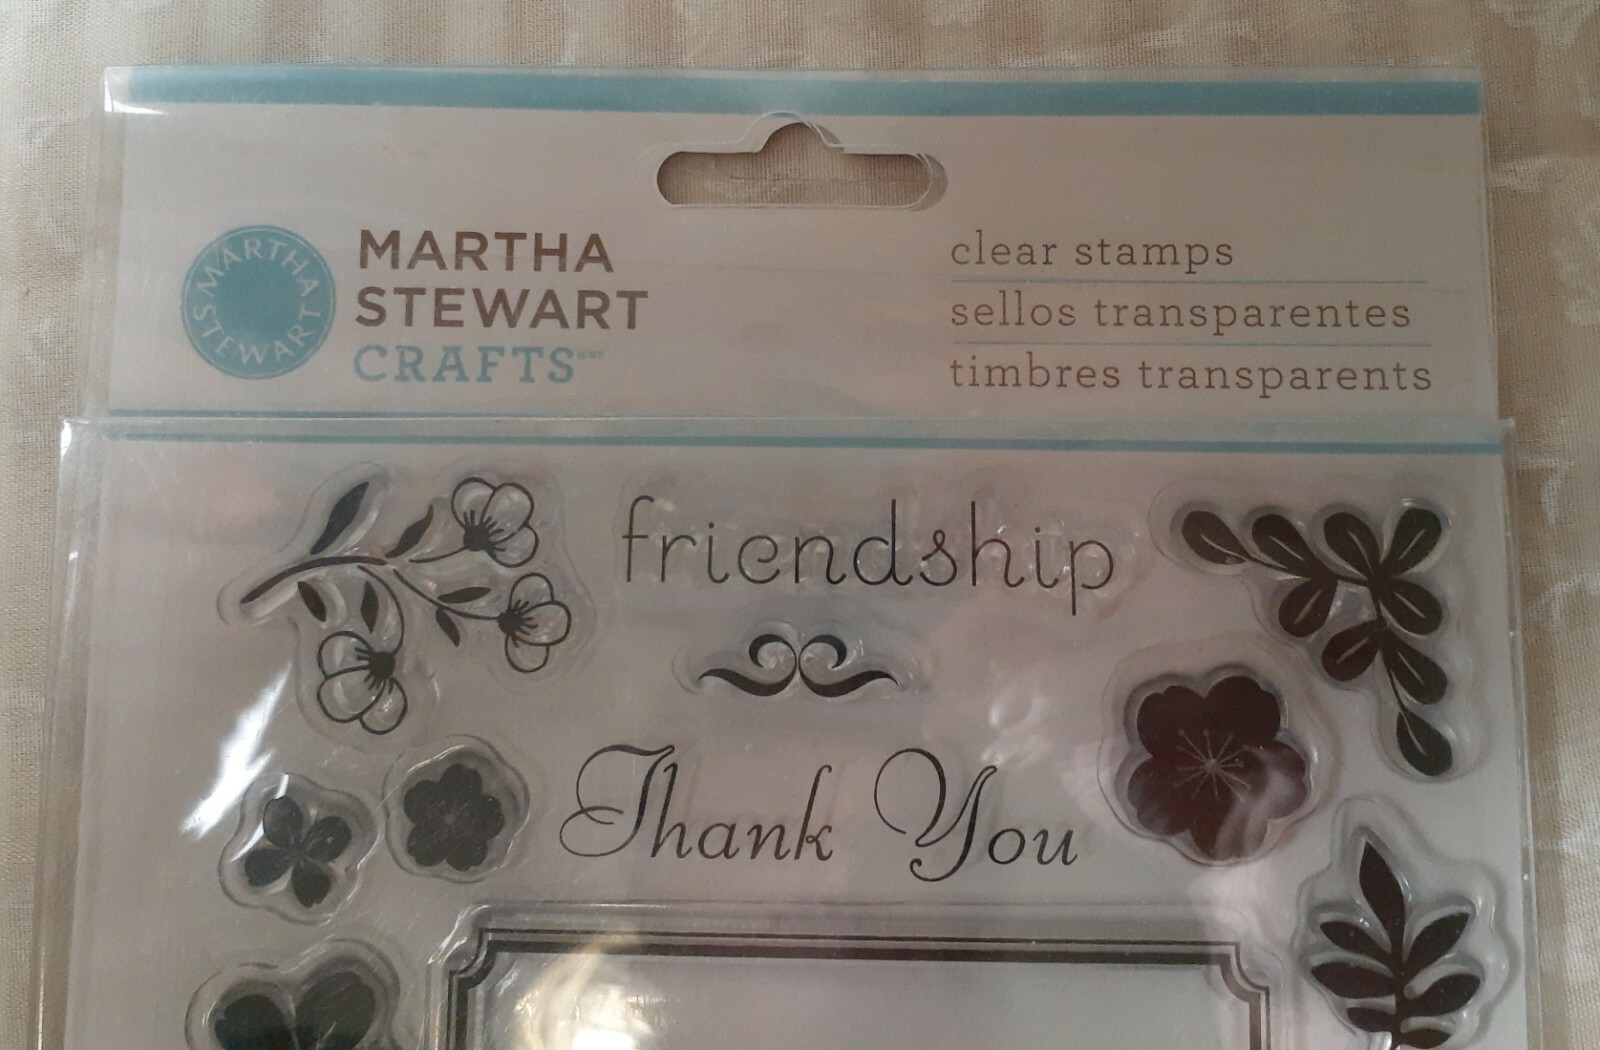 MARTHA STEWART
MARTHA
STEWART
CRAFTS
clear stamps
sellos transparentes
timbres transparents
friendship
Thank You